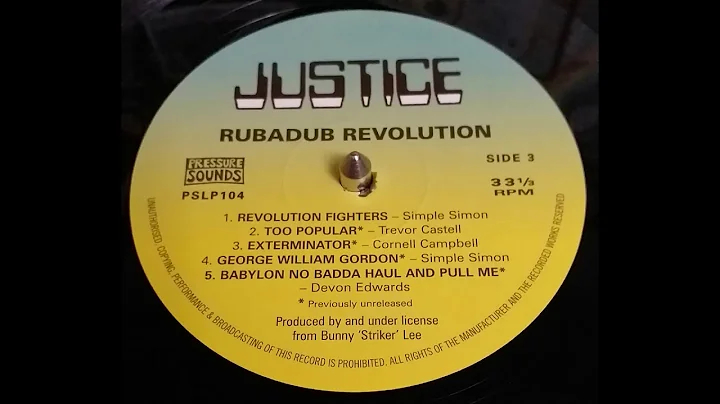 JUSTICE
RUBADUB REVOLUTION
PRESSURE
SOUNDS
PSLP104
SIDE 3
33⅓
RPM
1. REVOLUTION FIGHTERS – Simple Simon
2. TOO POPULAR* – Trevor Castell
3. EXTERMINATOR* – Cornell Campbell
4. GEORGE WILLIAM GORDON* – Simple Simon
5. BABYLON NO BADDA HAUL AND PULL ME*
– Devon Edwards
* Previously unreleased
Produced by and under license
from Bunny 'Striker' Lee
UNAUTHORISED, COPYING, PERFORMANCE & BROADCASTING OF THIS RECORD IS PROHIBITED. ALL RIGHTS OF THE MANUFACTURER AND THE RECORDED WORKS RESERVED